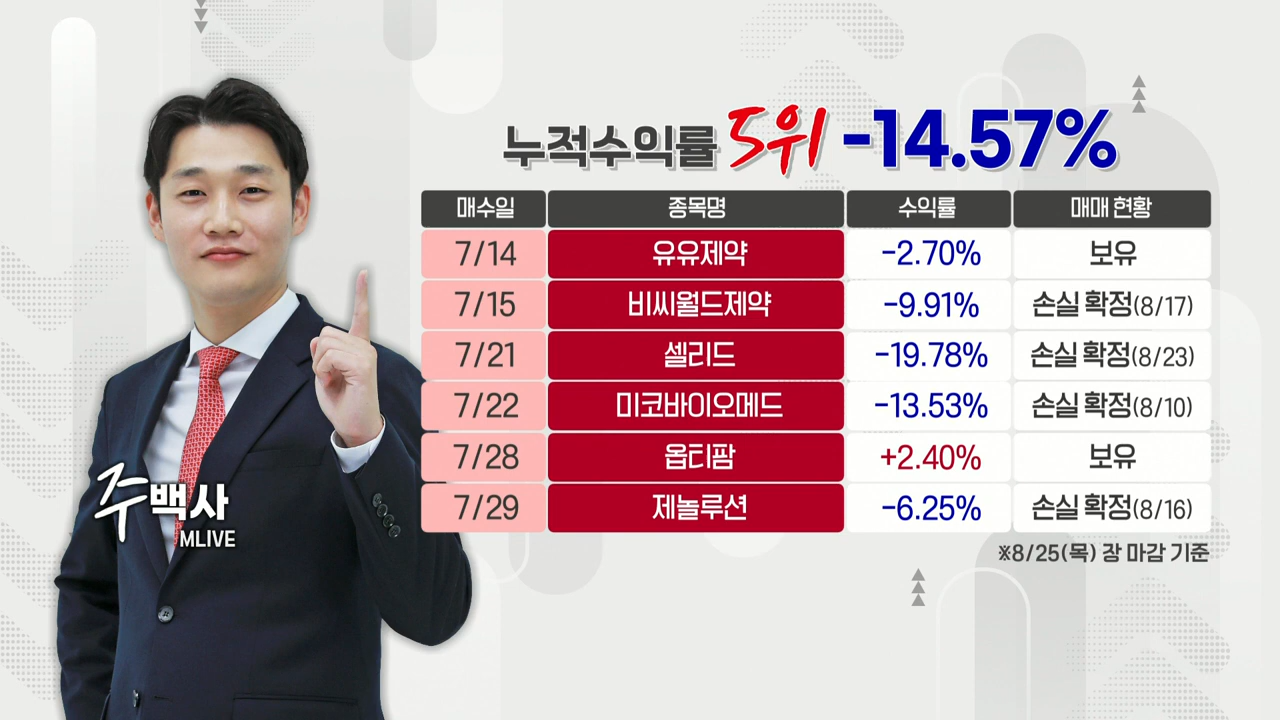 누적수익률 5위 -14.57%
매수일 종목명 수익률 매매 현황
7/14 유유제약 -2.70% 보유
7/15 비씨월드제약 -9.91% 손실 확정(8/17)
7/21 셀리드 -19.78% 손실 확정(8/23)
7/22 미코바이오메드 -13.53% 손실 확정(8/10)
7/28 옵티팜 +2.40% 보유
7/29 제놀루션 -6.25% 손실 확정(8/16)
※8/25(목) 장 마감 기준
주백사
MLIVE